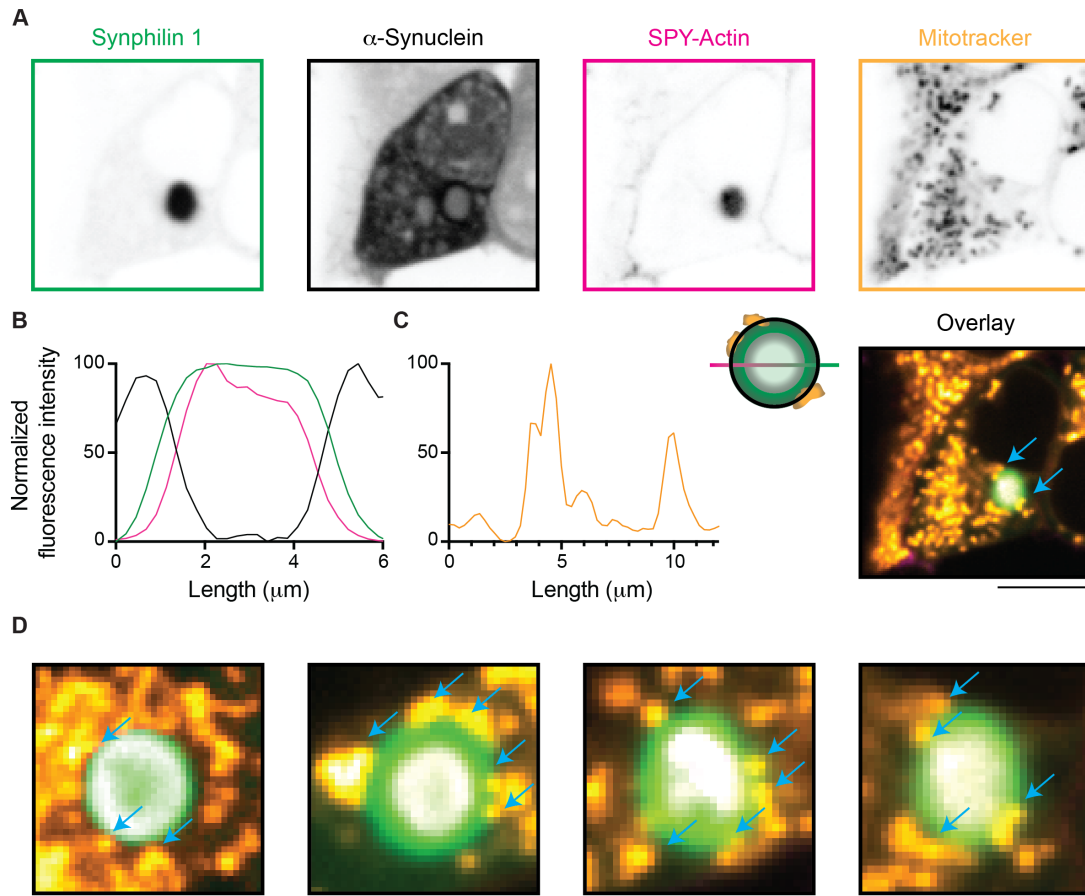 A
Synphilin 1
α-Synuclein
SPY-Actin
Mitotracker
B
C
Overlay
Normalized
fluorescence intensity
100
50
0
0 2 4 6
Length (μm)
100
50
0
0 5 10
Length (μm)
D